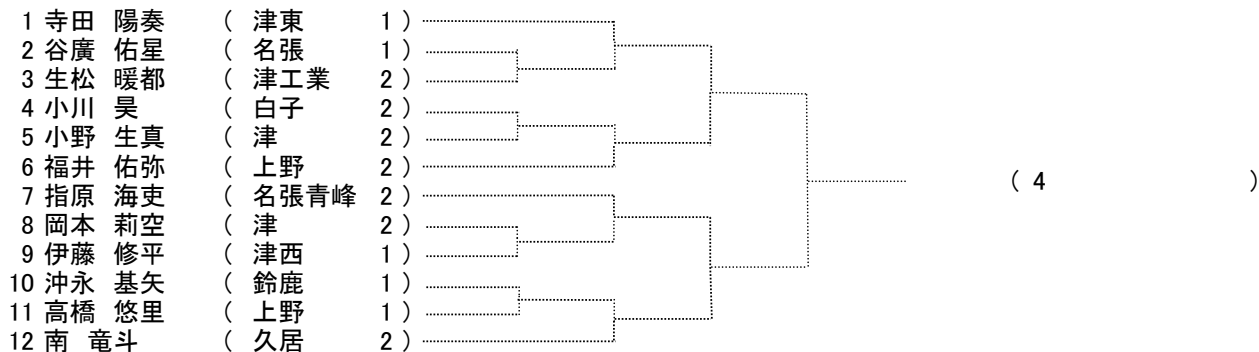 1 寺田 陽奏 ( 津東 1 )
2 谷廣 佑星 ( 名張 1 )
3 生松 暖都 ( 津工業 2 )
4 小川 昊 ( 白子 2 )
5 小野 生真 ( 津 2 )
6 福井 佑弥 ( 上野 2 )
7 指原 海吏 ( 名張青峰 2 )
8 岡本 莉空 ( 津 2 )
9 伊藤 修平 ( 津西 1 )
10 沖永 基矢 ( 鈴鹿 1 )
11 高橋 悠里 ( 上野 1 )
12 南 竜斗 ( 久居 2 )
( 4 )